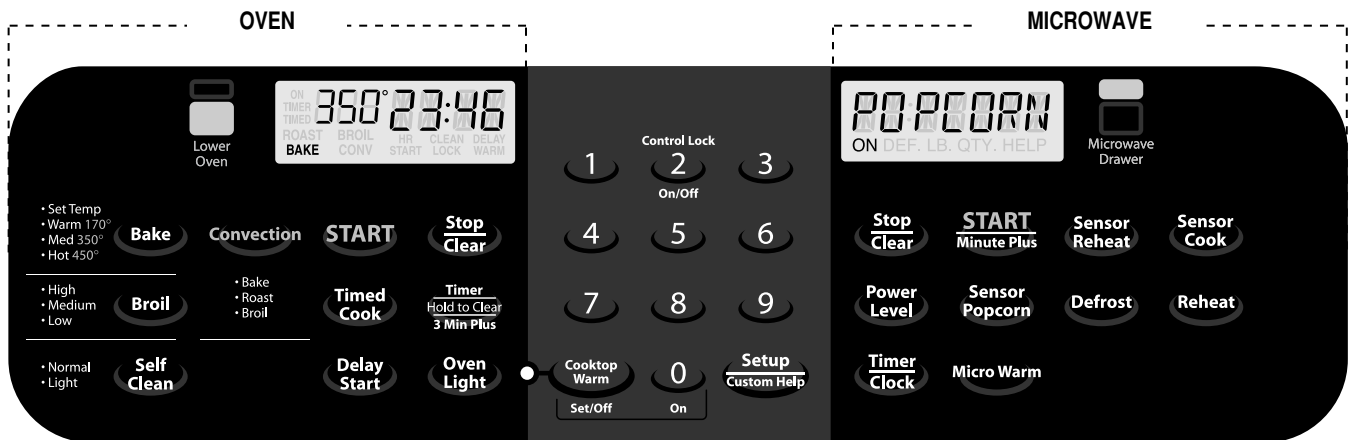 OVEN
MICROWAVE
ON
TIMER
TIMED
350° 23:46
ROAST BROIL HR CLEAN DELAY
BAKE CONV START LOCK WARM
Lower
Oven
POPCORN
ON DEF. LB. QTY. HELP
Microwave
Drawer
• Set Temp
• Warm 170°
• Med 350°
• Hot 450°
Bake
Convection
START
Stop
Clear
• High
• Medium
• Low
Broil
• Bake
• Roast
• Broil
Timed
Cook
Timer
Hold to Clear
3 Min Plus
• Normal
• Light
Self
Clean
Delay
Start
Oven
Light
Control Lock
1 2 3
On/Off
4 5 6
7 8 9
Cooktop
Warm
0
Setup
Custom Help
Set/Off On
Stop
Clear
START
Minute Plus
Sensor
Reheat
Sensor
Cook
Power
Level
Sensor
Popcorn
Defrost
Reheat
Timer
Clock
Micro Warm